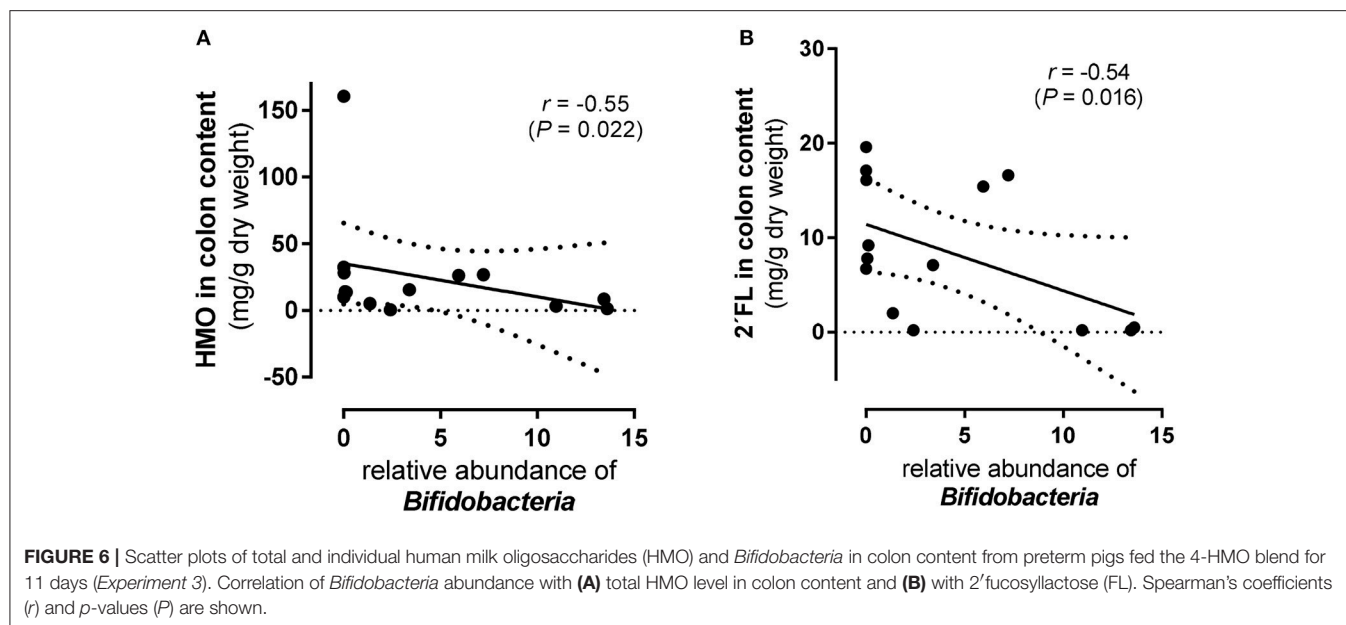 A
HMO in colon content
(mg/g dry weight)
150
100
50
0
-50
r = -0.55
(P = 0.022)
0 5 10 15
relative abundance of
Bifidobacteria
B
2´FL in colon content
(mg/g dry weight)
30
20
10
0
r = -0.54
(P = 0.016)
0 5 10 15
relative abundance of
Bifidobacteria
FIGURE 6 | Scatter plots of total and individual human milk oligosaccharides (HMO) and Bifidobacteria in colon content from preterm pigs fed the 4-HMO blend for
11 days (Experiment 3). Correlation of Bifidobacteria abundance with (A) total HMO level in colon content and (B) with 2′fucosyllactose (FL). Spearman's coefficients
(r) and p-values (P) are shown.